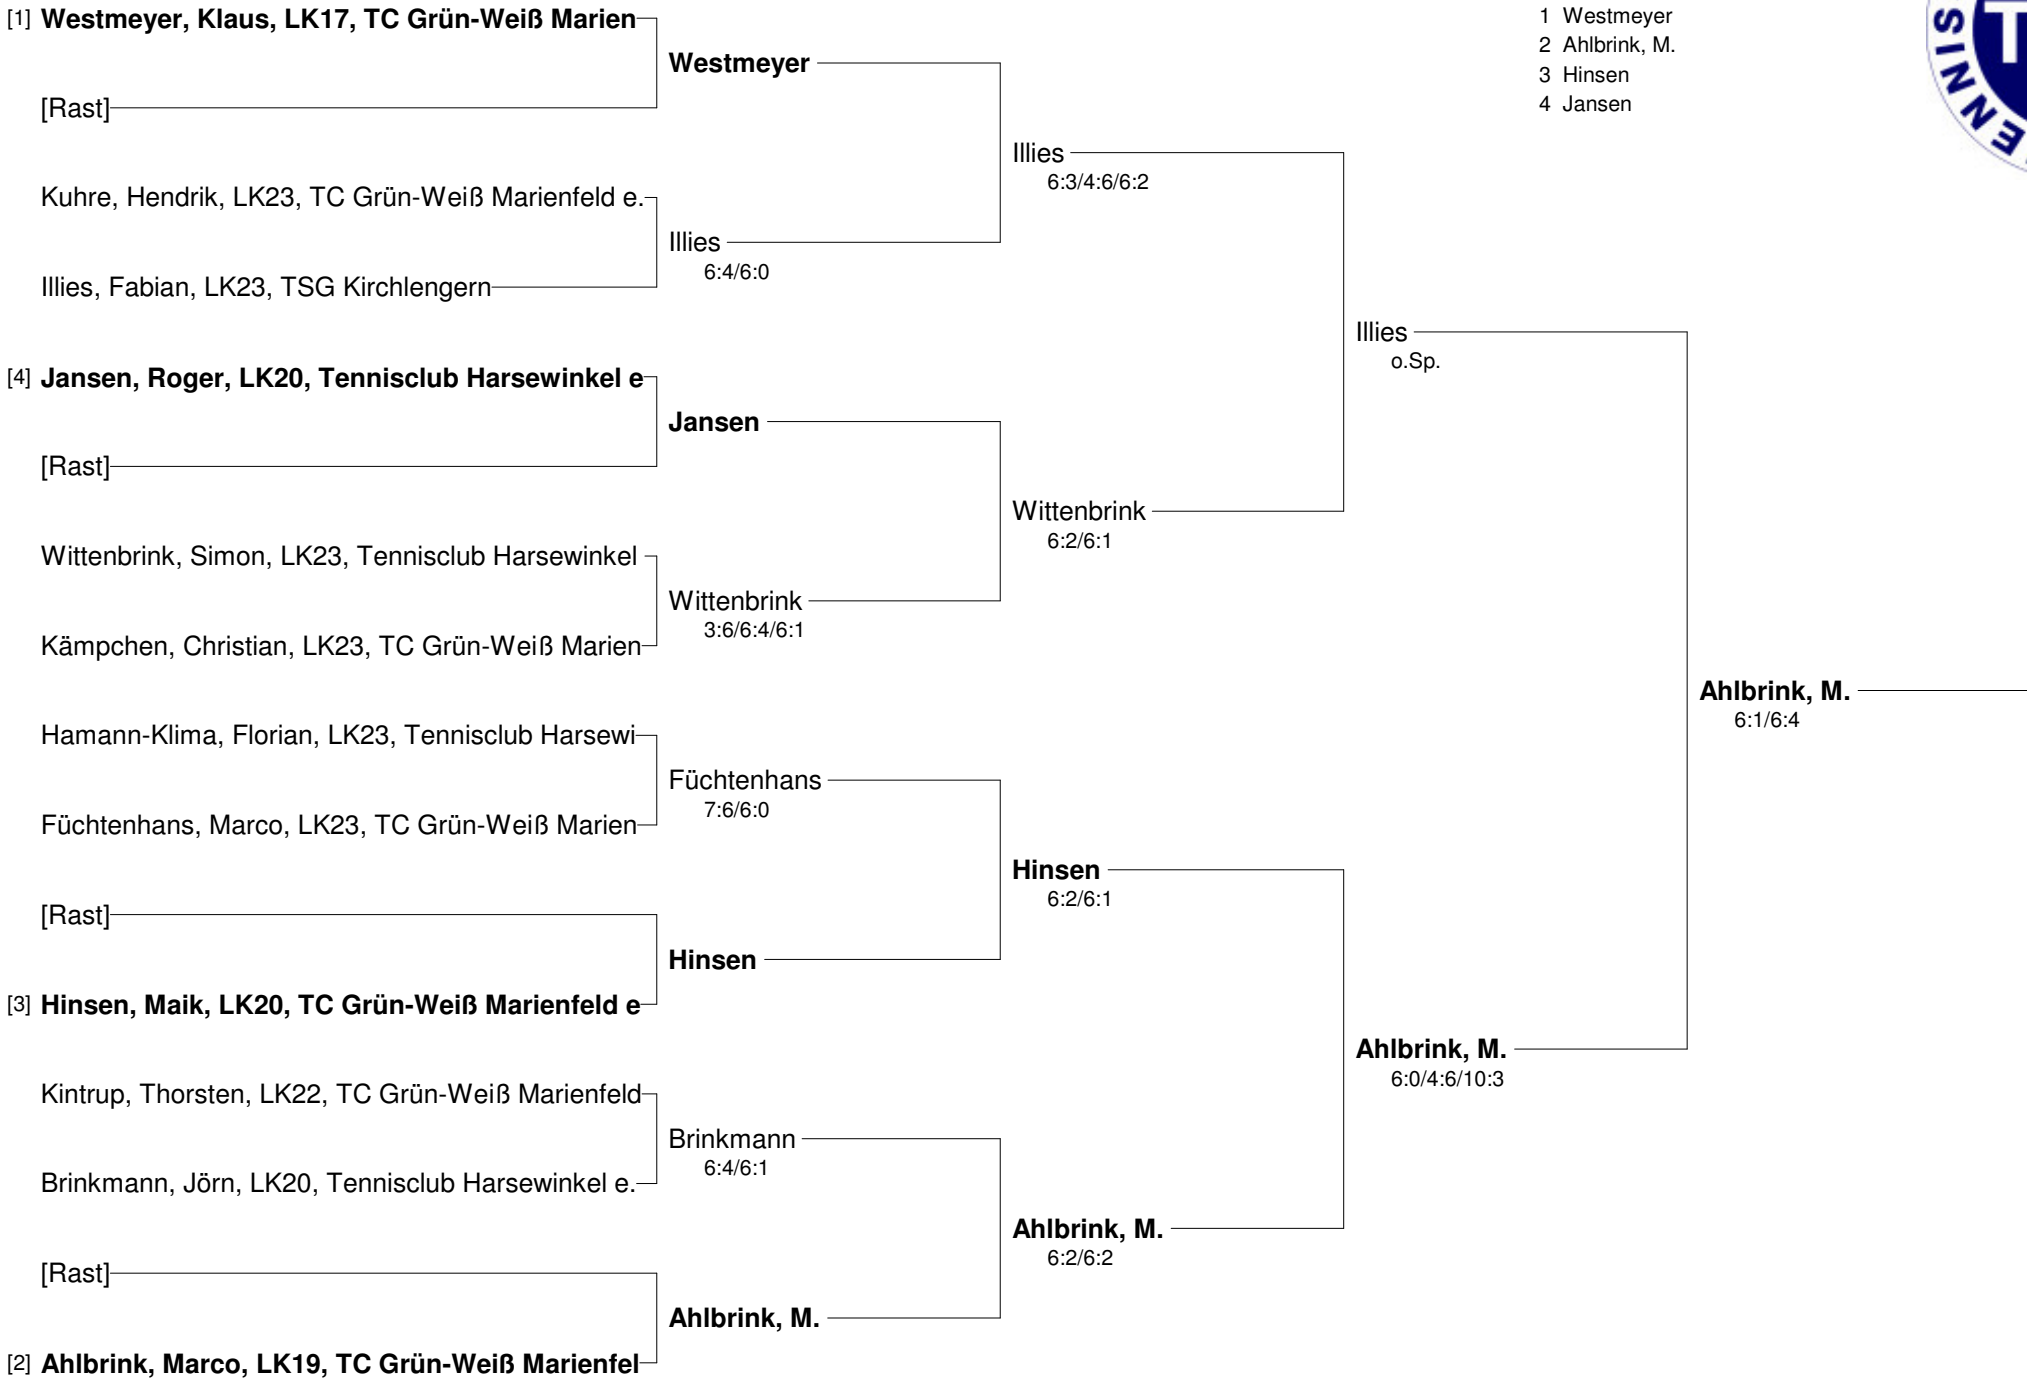 [1] Westmeyer, Klaus, LK17, TC Grün-Weiß Marien
[Rast]
Kuhre, Hendrik, LK23, TC Grün-Weiß Marienfeld e.
Illies, Fabian, LK23, TSG Kirchlengern
[4] Jansen, Roger, LK20, Tennisclub Harsewinkel e
[Rast]
Wittenbrink, Simon, LK23, Tennisclub Harsewinkel
Kämpchen, Christian, LK23, TC Grün-Weiß Marien
Hamann-Klima, Florian, LK23, Tennisclub Harsewi
Füchtenhans, Marco, LK23, TC Grün-Weiß Marien
[Rast]
[3] Hinsen, Maik, LK20, TC Grün-Weiß Marienfeld e
Kintrup, Thorsten, LK22, TC Grün-Weiß Marienfeld
Brinkmann, Jörn, LK20, Tennisclub Harsewinkel e.
[Rast]
[2] Ahlbrink, Marco, LK19, TC Grün-Weiß Marienfel
Westmeyer
Illies
6:4/6:0
Jansen
Wittenbrink
3:6/6:4/6:1
Füchtenhans
7:6/6:0
Hinsen
Brinkmann
6:4/6:1
Ahlbrink, M.
Illies
6:3/4:6/6:2
Wittenbrink
6:2/6:1
Hinsen
6:2/6:1
Ahlbrink, M.
6:2/6:2
Illies
o.Sp.
Ahlbrink, M.
6:0/4:6/10:3
Ahlbrink, M.
6:1/6:4
1 Westmeyer
2 Ahlbrink, M.
3 Hinsen
4 Jansen